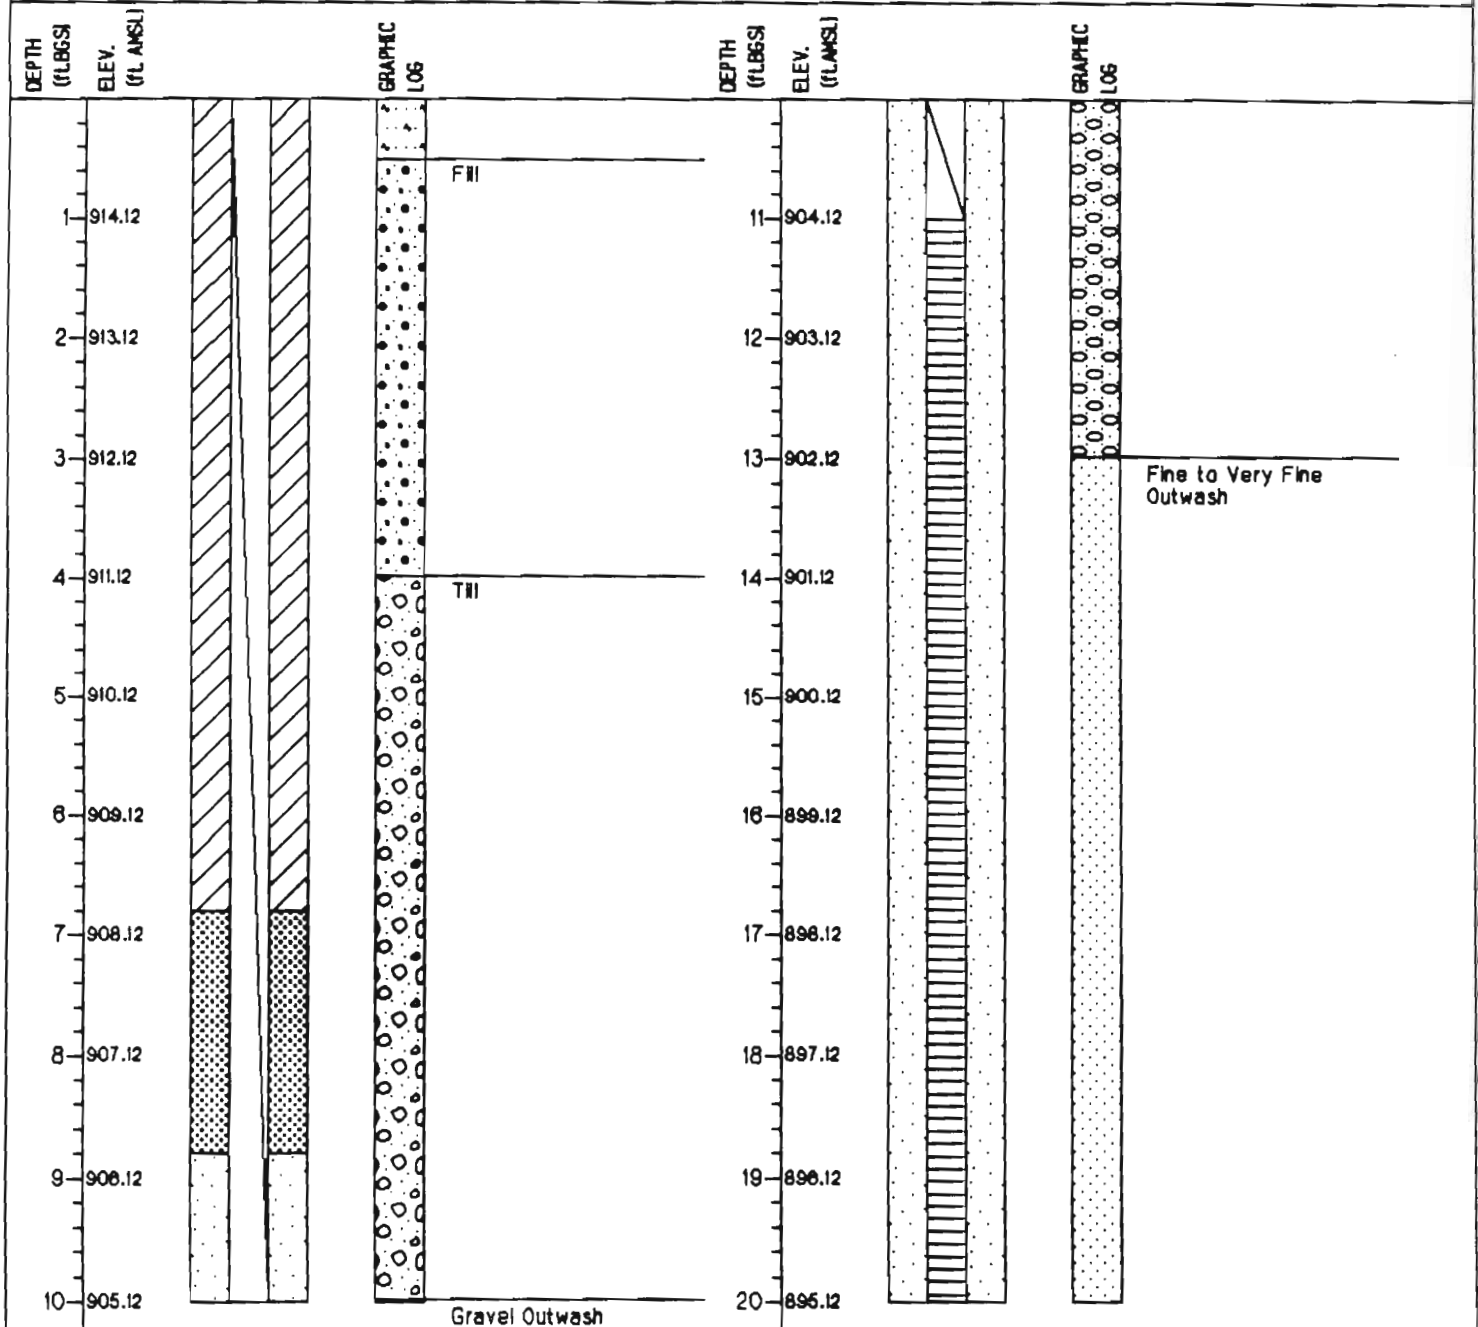 DEPTH
(ft.BGS)
ELEV.
(ft. AMSL)
GRAPHIC
LOG
Fill
1 914.12
2 913.12
3 912.12
4 911.12
Till
5 910.12
6 909.12
7 908.12
8 907.12
9 906.12
10 905.12
Gravel Outwash
DEPTH
(ft.BGS)
ELEV.
(ft.AMSL)
GRAPHIC
LOG
11 904.12
12 903.12
13 902.12
Fine to Very Fine
Outwash
14 901.12
15 900.12
16 899.12
17 898.12
18 897.12
19 896.12
20 895.12